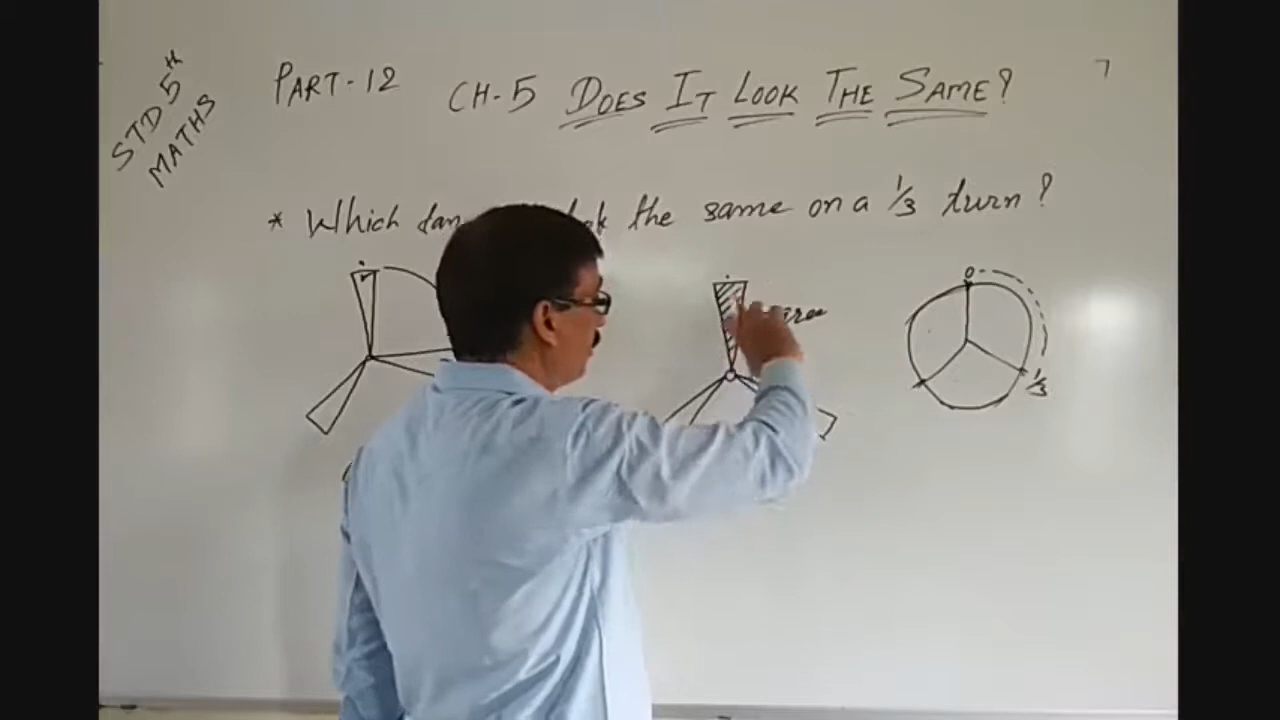 STD 5th
MATHS
PART-12 CH-5 DOES IT LOOK THE SAME?
* Which the same on a 1/3 turn?
0
1/3